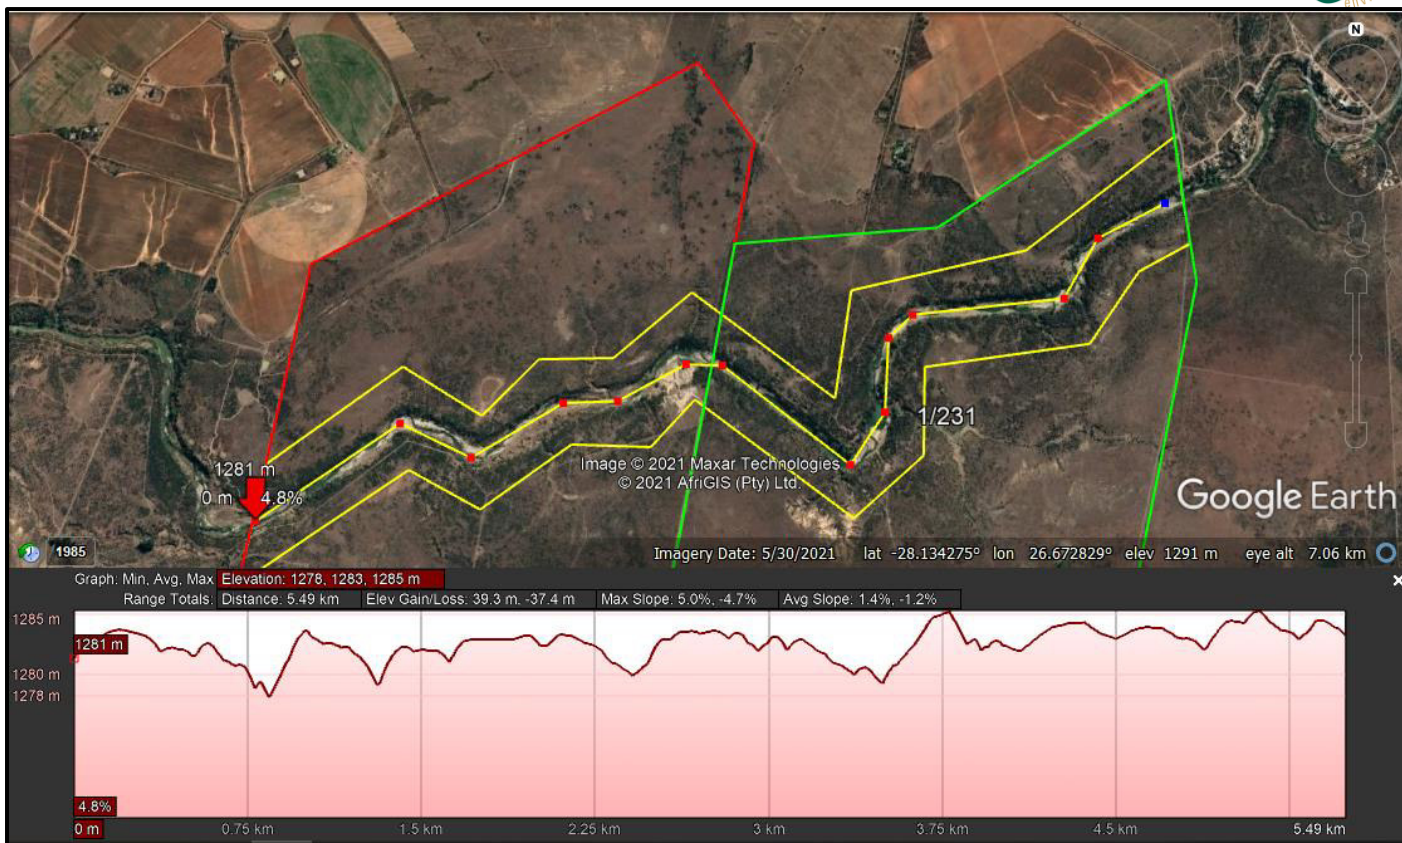 env
N
1281 m
0 m 4.8%
1/231
Image © 2021 Maxar Technologies
© 2021 AfriGIS (Pty) Ltd.
Google Earth
1985
Imagery Date: 5/30/2021 lat -28.134275° lon 26.672829° elev 1291 m eye alt 7.06 km
Graph: Min, Avg, Max Elevation: 1278, 1283, 1285 m
Range Totals: Distance: 5.49 km Elev Gain/Loss: 39.3 m, -37.4 m Max Slope: 5.0%, -4.7% Avg Slope: 1.4%, -1.2%
1285 m
1281 m
1280 m
1278 m
4.8%
0 m 0.75 km 1.5 km 2.25 km 3 km 3.75 km 4.5 km 5.49 km